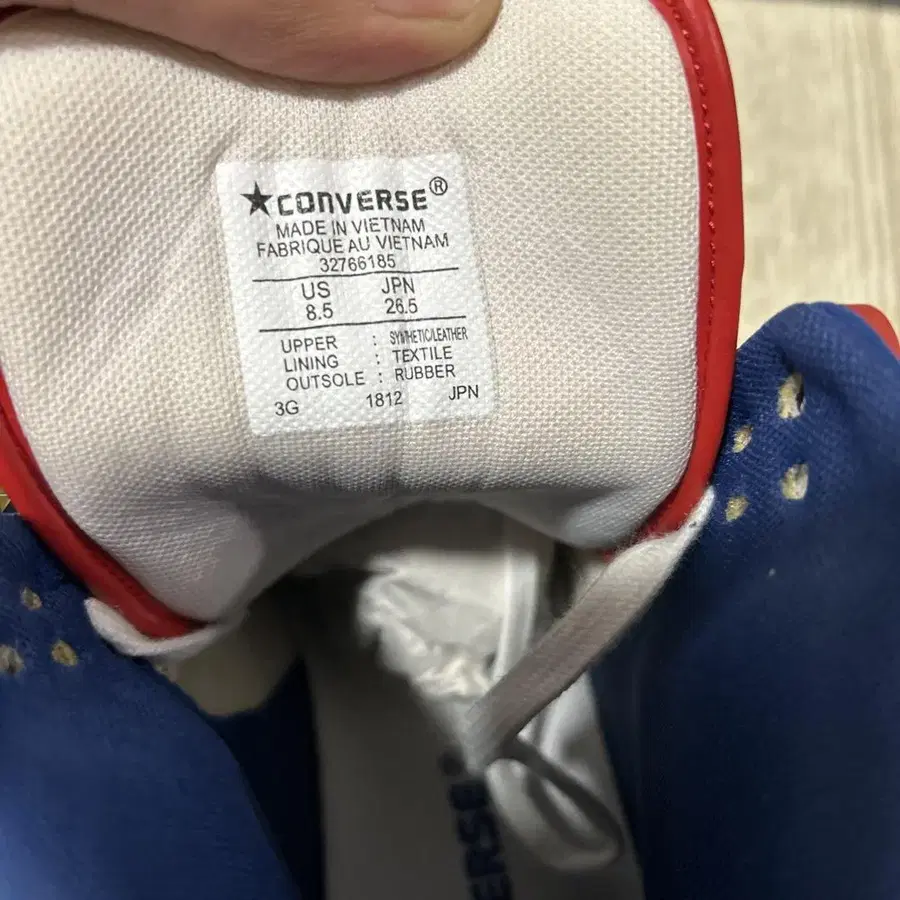 ★CONVERSE®
MADE IN VIETNAM
FABRIQUE AU VIETNAM
32766185
US JPN
8.5 26.5
UPPER : SYNTHETIC/LEATHER
LINING : TEXTILE
OUTSOLE : RUBBER
3G 1812 JPN
ERSE